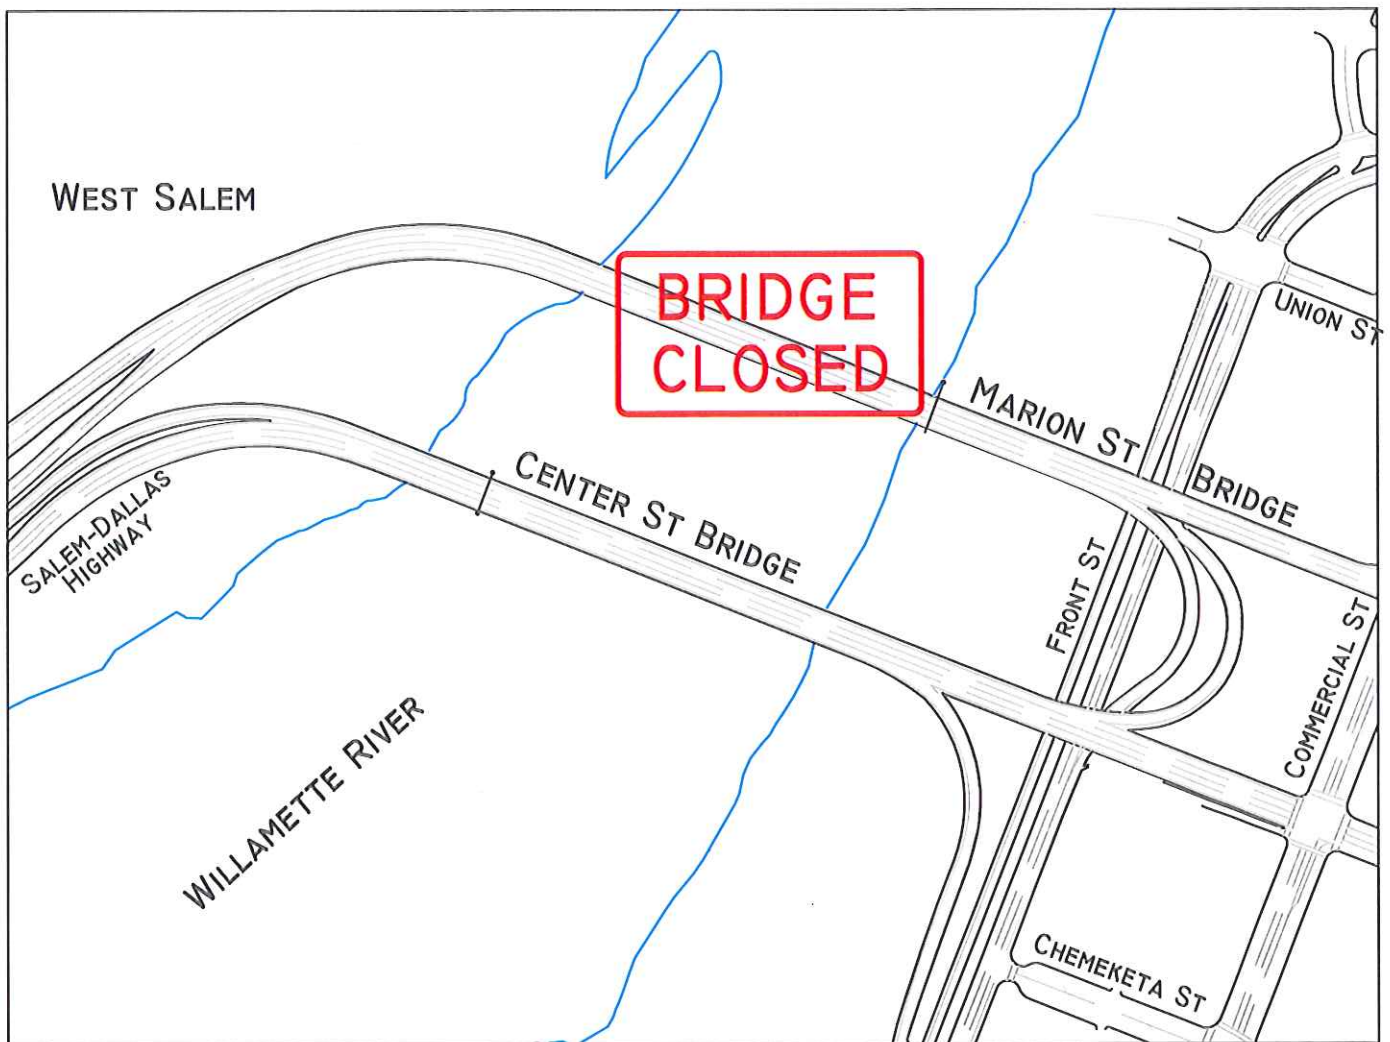 WEST SALEM
BRIDGE
CLOSED
UNION ST
MARION ST
BRIDGE
CENTER ST BRIDGE
SALEM-DALLAS
HIGHWAY
FRONT ST
COMMERCIAL ST
WILLAMETTE RIVER
CHEMEKETA ST